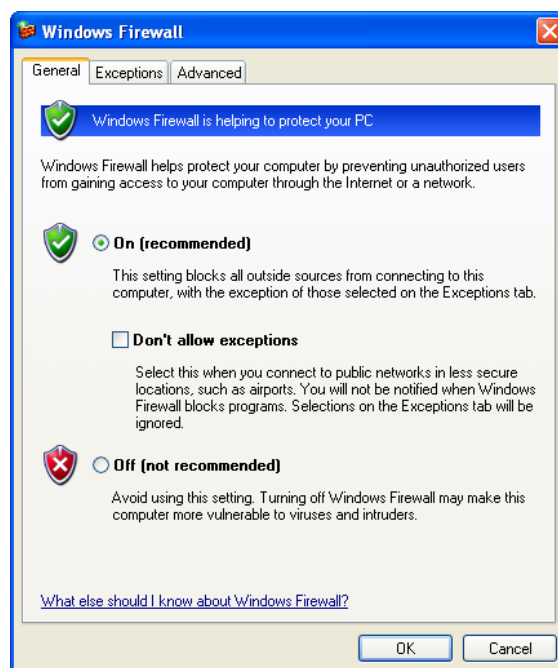 Windows Firewall
General Exceptions Advanced
Windows Firewall is helping to protect your PC
Windows Firewall helps protect your computer by preventing unauthorized users
from gaining access to your computer through the Internet or a network.
On (recommended)
This setting blocks all outside sources from connecting to this
computer, with the exception of those selected on the Exceptions tab.
Don't allow exceptions
Select this when you connect to public networks in less secure
locations, such as airports. You will not be notified when Windows
Firewall blocks programs. Selections on the Exceptions tab will be
ignored.
Off (not recommended)
Avoid using this setting. Turning off Windows Firewall may make this
computer more vulnerable to viruses and intruders.
What else should I know about Windows Firewall?
OK Cancel